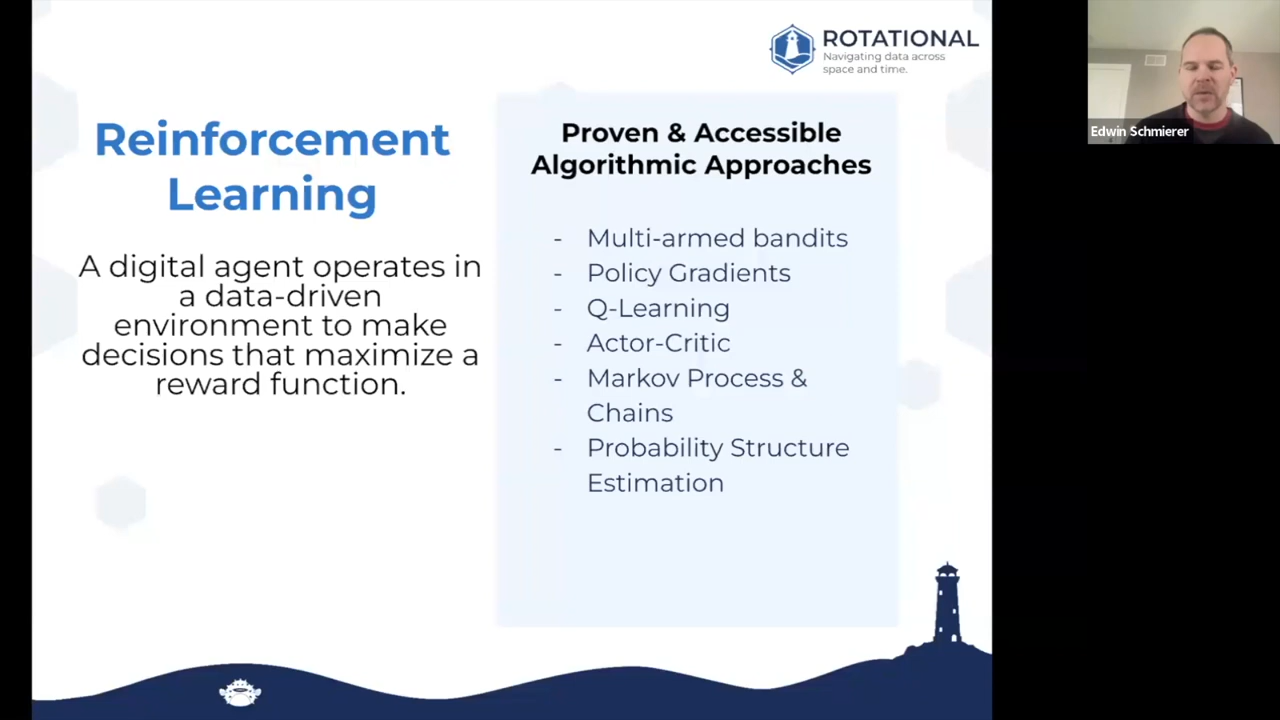 ROTATIONAL
Navigating data across
space and time.
Reinforcement
Learning
A digital agent operates in
a data-driven
environment to make
decisions that maximize a
reward function.
Proven & Accessible
Algorithmic Approaches
- Multi-armed bandits
- Policy Gradients
- Q-Learning
- Actor-Critic
- Markov Process &
Chains
- Probability Structure
Estimation
Edwin Schmierer